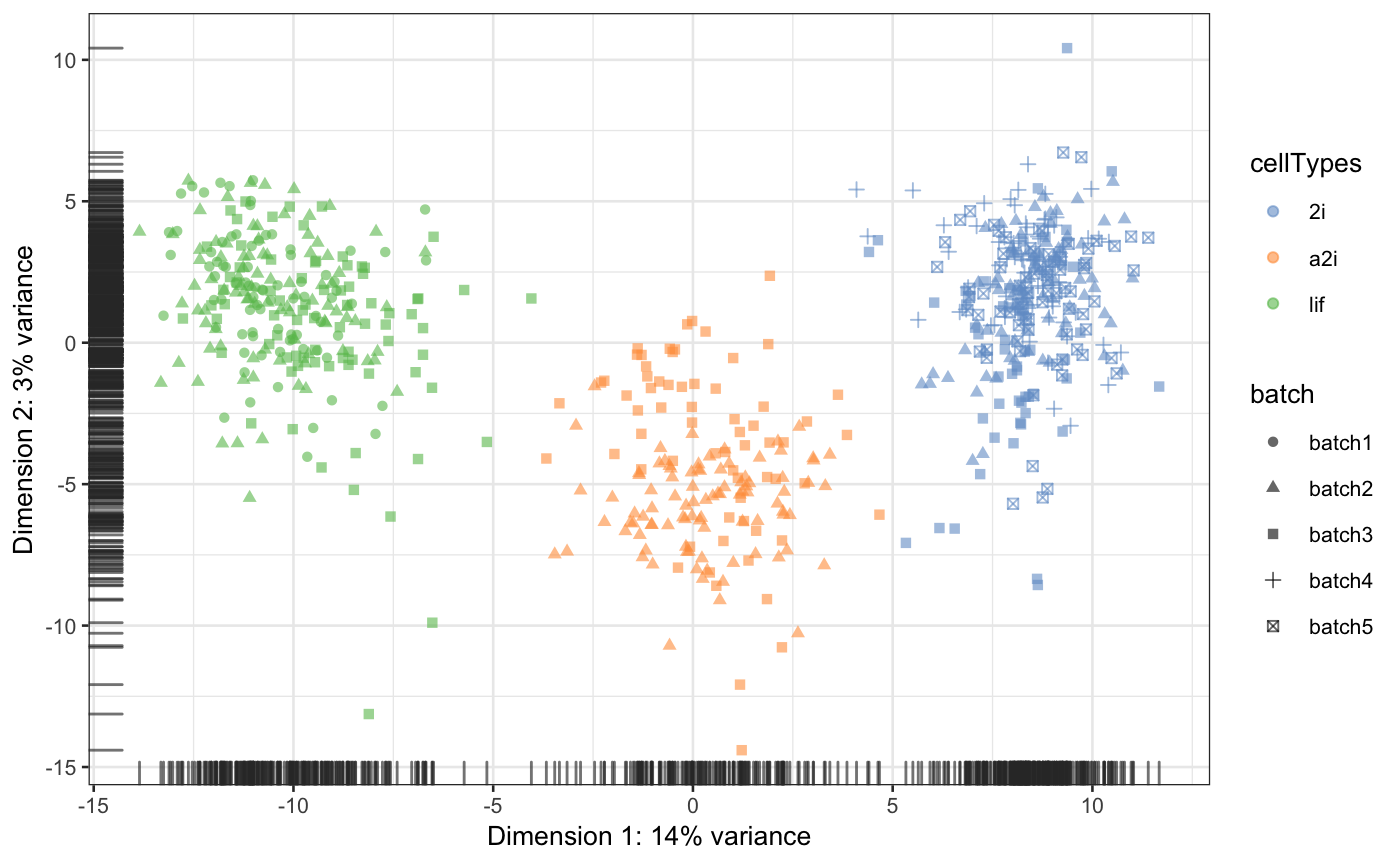 10
5
0
-5
-10
-15
Dimension 2: 3% variance
-15 -10 -5 0 5 10
Dimension 1: 14% variance
cellTypes
2i
a2i
lif
batch
batch1
batch2
batch3
batch4
batch5